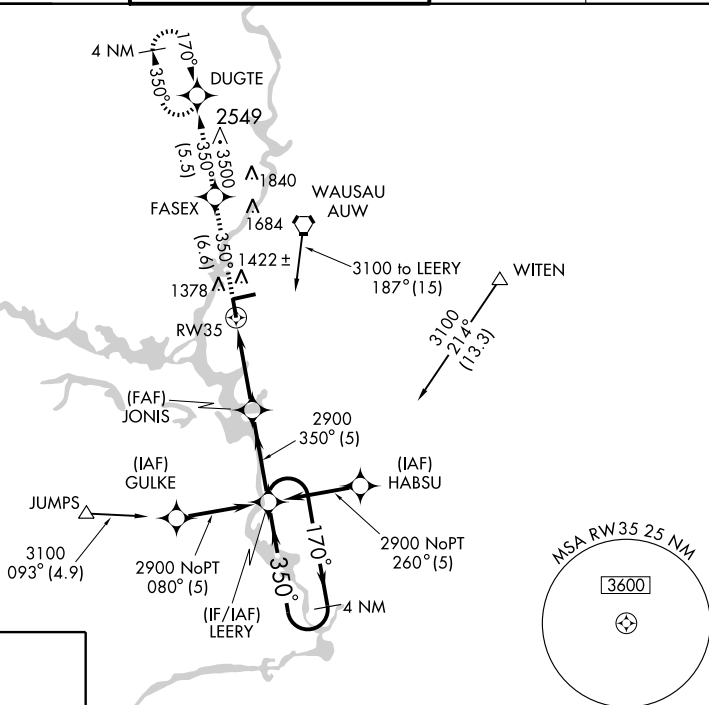 4 NM
170°
350°
DUGTE
2549
350°
(5.5)
3500
1840
WAUSAU
AUW
FASEX
1684
350°
(6.6)
1422 ±
3100 to LEERY
187° (15)
WITEN
1378
3100
214°
(13.3)
RW35
(FAF)
JONIS
2900
350° (5)
(IAF)
GULKE
(IAF)
HABSU
JUMPS
3100
093° (4.9)
2900 NoPT
080° (5)
170°
350°
2900 NoPT
260° (5)
(IF/IAF)
LEERY
4 NM
MSA RW35 25 NM
3600